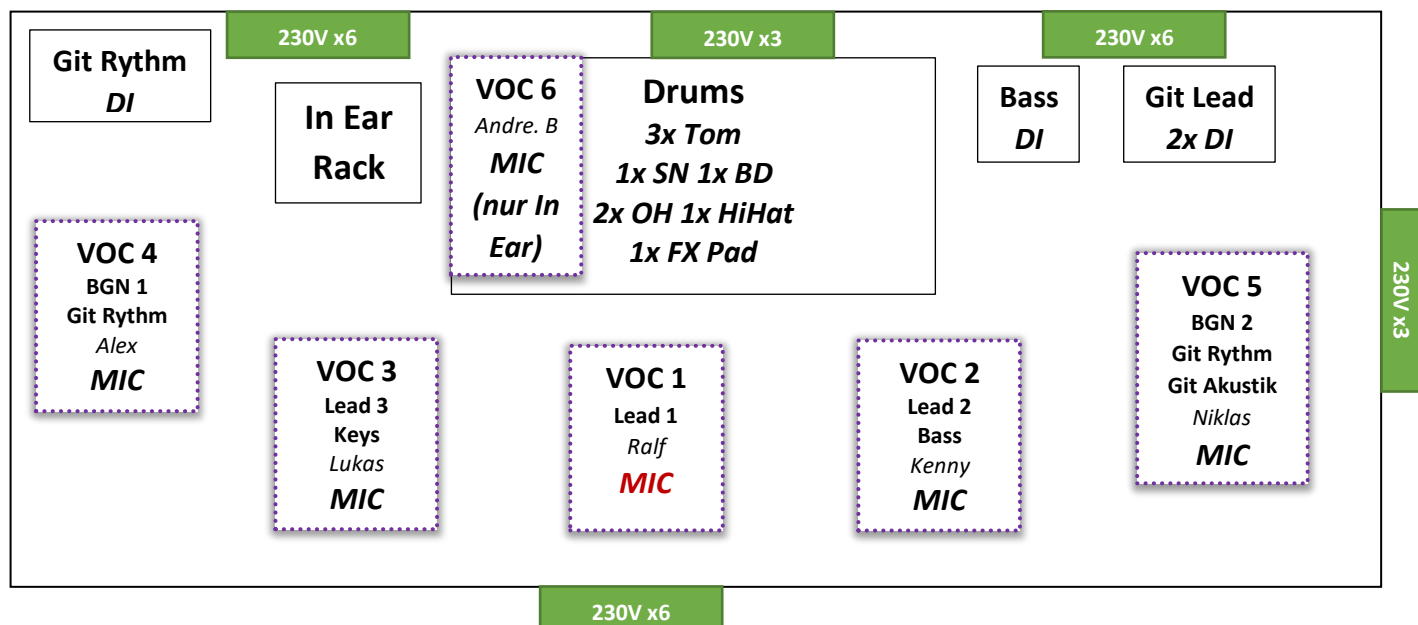 230V x6
230V x3
230V x6
Git Rythm
DI
In Ear
Rack
VOC 6
Andre. B
MIC
(nur In
Ear)
Drums
3x Tom
1x SN 1x BD
2x OH 1x HiHat
1x FX Pad
Bass
DI
Git Lead
2x DI
230V x3
VOC 4
BGN 1
Git Rythm
Alex
MIC
VOC 3
Lead 3
Keys
Lukas
MIC
VOC 1
Lead 1
Ralf
MIC
VOC 2
Lead 2
Bass
Kenny
MIC
VOC 5
BGN 2
Git Rythm
Git Akustik
Niklas
MIC
230V x6